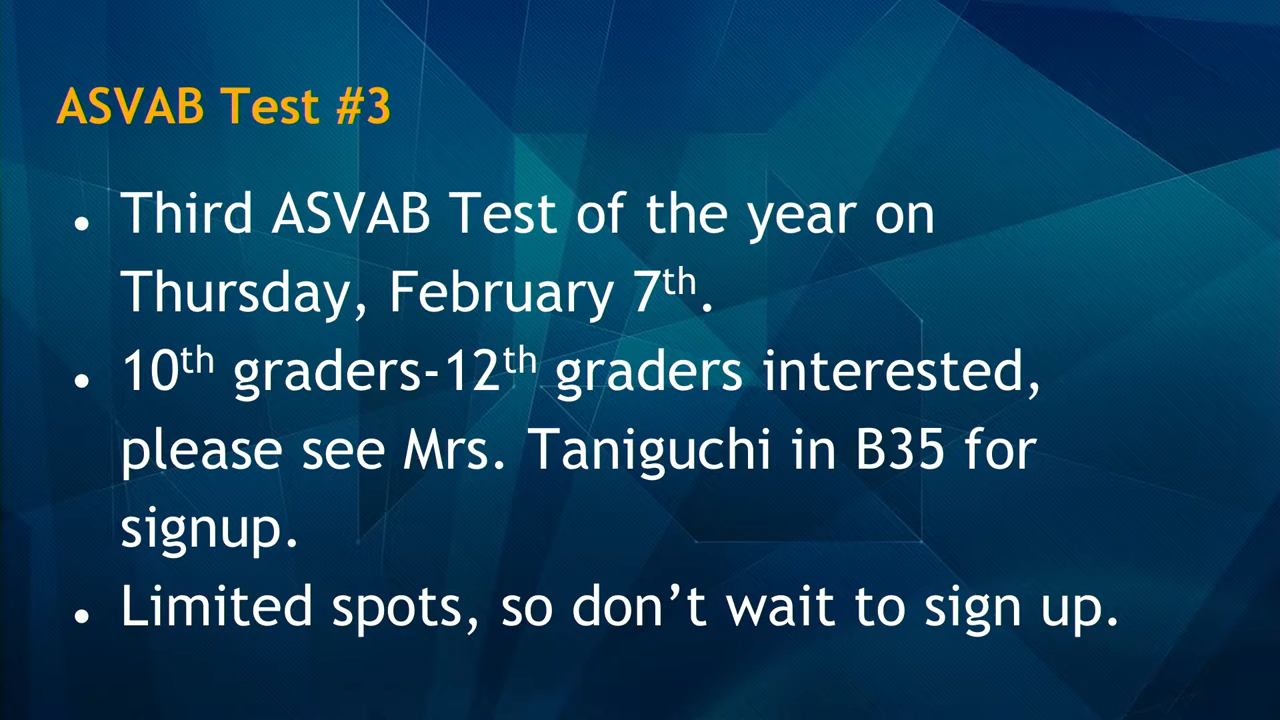 ASVAB Test #3
• Third ASVAB Test of the year on
Thursday, February 7th.
• 10th graders-12th graders interested,
please see Mrs. Taniguchi in B35 for
signup.
• Limited spots, so don’t wait to sign up.